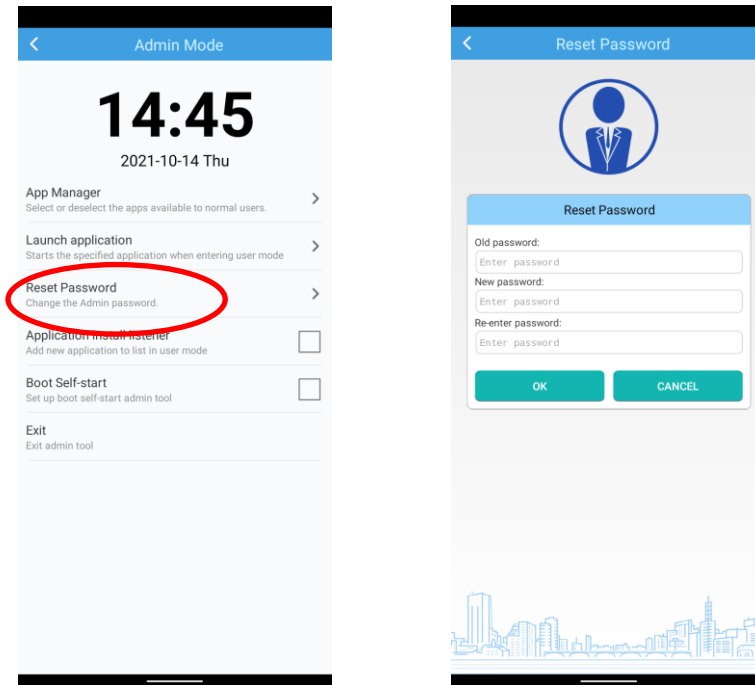 Admin Mode
14:45
2021-10-14 Thu
App Manager
Select or deselect the apps available to normal users.
Launch application
Starts the specified application when entering user mode
Reset Password
Change the Admin password.
Application install listener
Add new application to list in user mode
Boot Self-start
Set up boot self-start admin tool
Exit
Exit admin tool
Reset Password
Reset Password
Old password:
Enter password
New password:
Enter password
Re-enter password:
Enter password
OK CANCEL